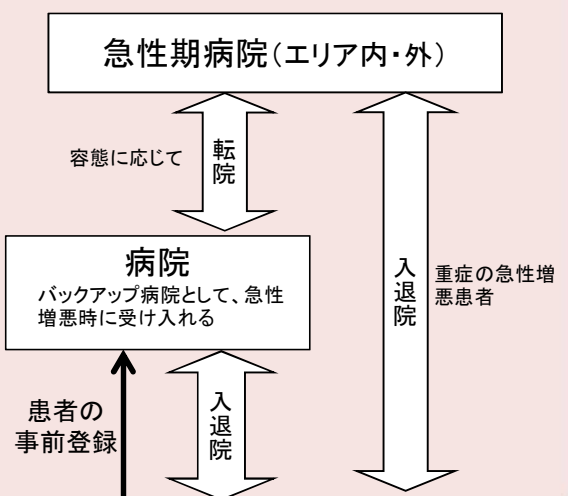 急性期病院（エリア内・外）
容態に応じて
転院
病院
バックアップ病院として、急性
増悪時に受け入れる
入退院
重症の急性増
悪患者
患者の
事前登録
入退院